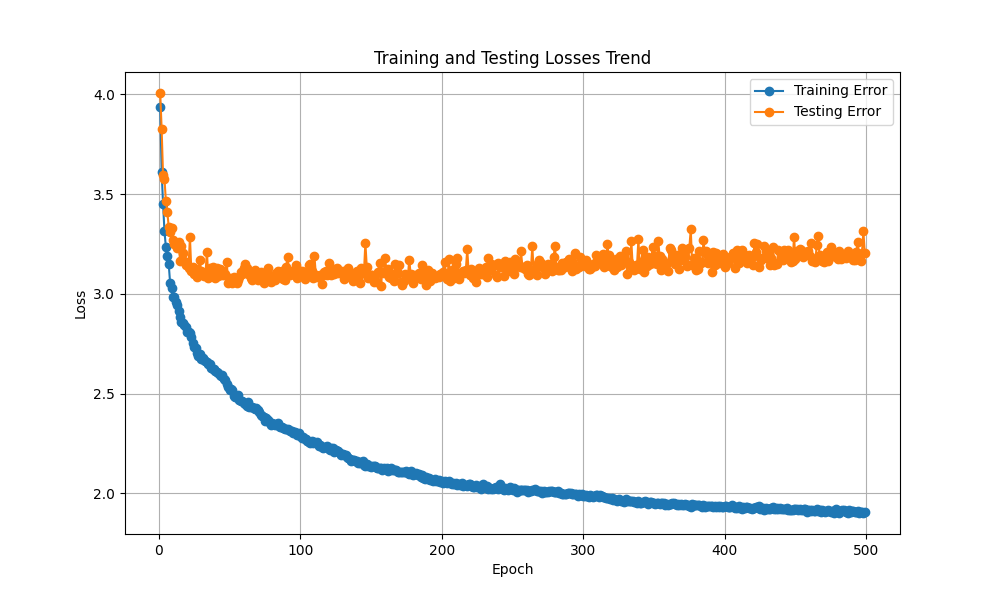 Training and Testing Losses Trend
Training Error
Testing Error
4.0
3.5
3.0
2.5
2.0
Loss
0
100
200
300
400
500
Epoch